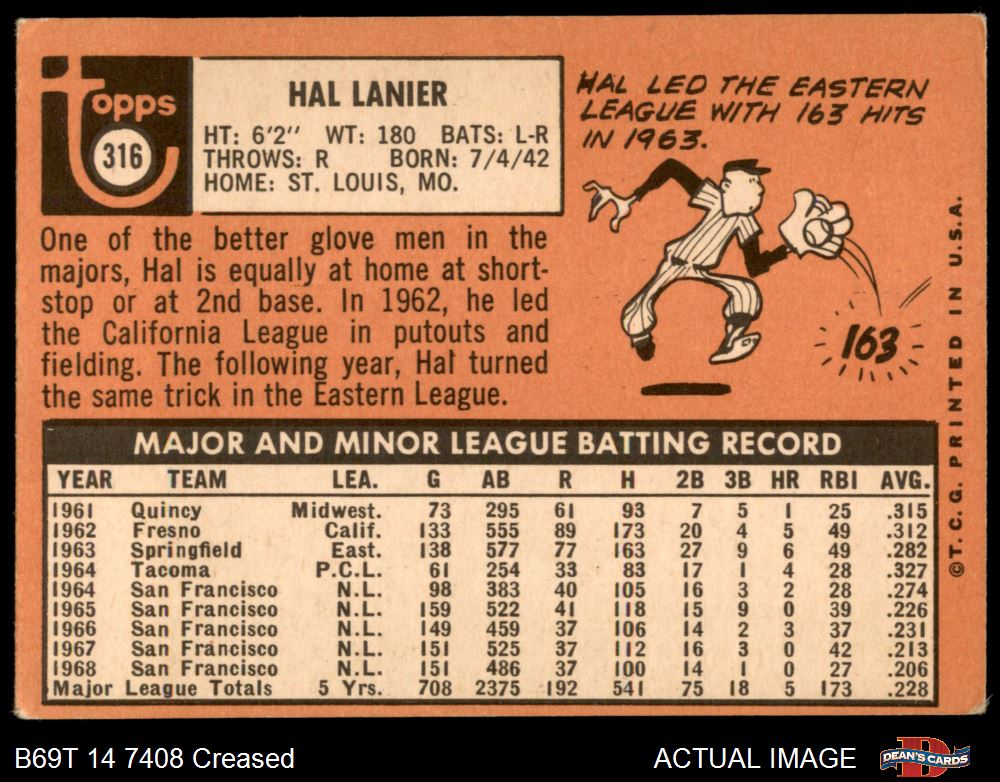 Topps
316
HAL LANIER
HT: 6'2" WT: 180 BATS: L-R
THROWS: R BORN: 7/4/42
HOME: ST. LOUIS, MO.
HAL LED THE EASTERN
LEAGUE WITH 163 HITS
IN 1963.
163
One of the better glove men in the
majors, Hal is equally at home at short-
stop or at 2nd base. In 1962, he led
the California League in putouts and
fielding. The following year, Hal turned
the same trick in the Eastern League.
MAJOR AND MINOR LEAGUE BATTING RECORD
YEAR TEAM LEA. G AB R H 2B 3B HR RBI AVG.
1961 Quincy Midwest. 73 295 61 93 7 5 1 25 .315
1962 Fresno Calif. 133 555 89 173 20 4 5 49 .312
1963 Springfield East. 138 577 77 163 27 9 6 49 .282
1964 Tacoma P.C.L. 61 254 33 83 17 1 4 28 .327
1964 San Francisco N.L. 98 383 40 105 16 3 2 28 .274
1965 San Francisco N.L. 159 522 41 118 15 9 0 39 .226
1966 San Francisco N.L. 149 459 37 106 14 2 3 37 .231
1967 San Francisco N.L. 151 525 37 112 16 3 0 42 .213
1968 San Francisco N.L. 151 486 37 100 14 1 0 27 .206
Major League Totals 5 Yrs. 708 2375 192 541 75 18 5 173 .228
©T. C. G. PRINTED IN U.S.A.
B69T 14 7408 Creased
ACTUAL IMAGE
DEAN'S CARDS